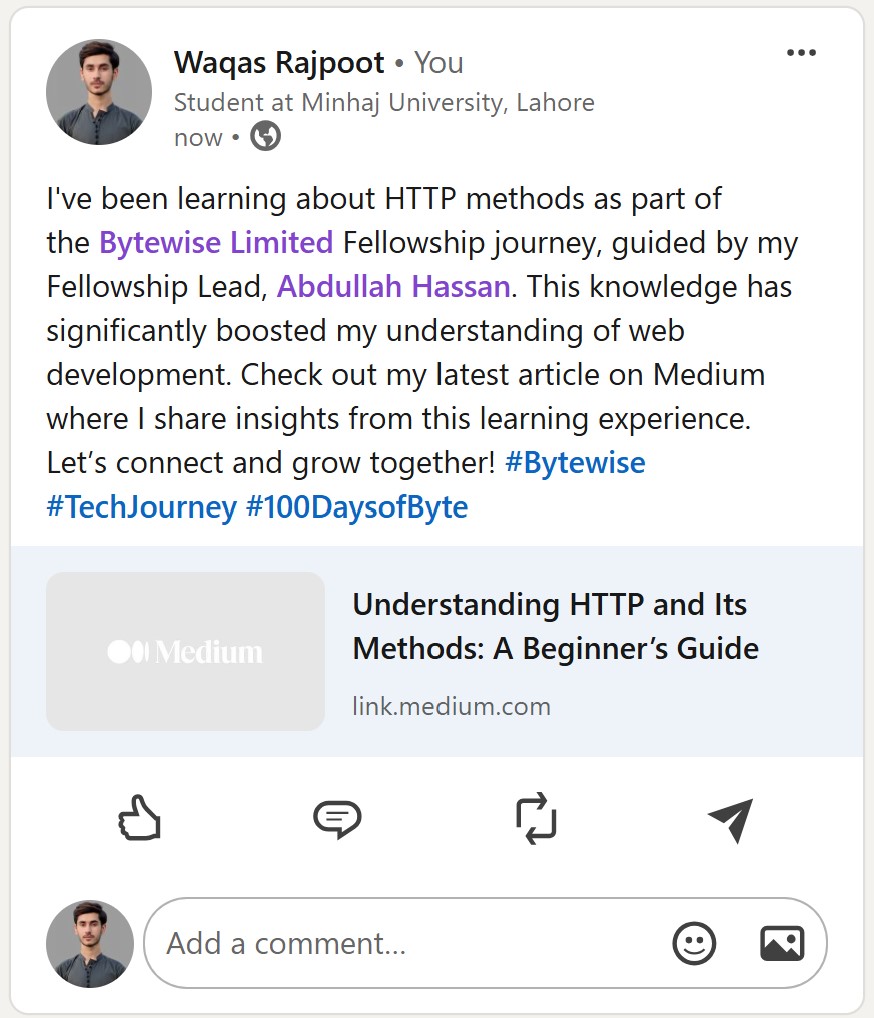 Waqas Rajpoot • You
Student at Minhaj University, Lahore
now •
I've been learning about HTTP methods as part of
the Bytewise Limited Fellowship journey, guided by my
Fellowship Lead, Abdullah Hassan. This knowledge has
significantly boosted my understanding of web
development. Check out my latest article on Medium
where I share insights from this learning experience.
Let’s connect and grow together! #Bytewise
#TechJourney #100DaysofByte
Medium
Understanding HTTP and Its
Methods: A Beginner’s Guide
link.medium.com
Add a comment...